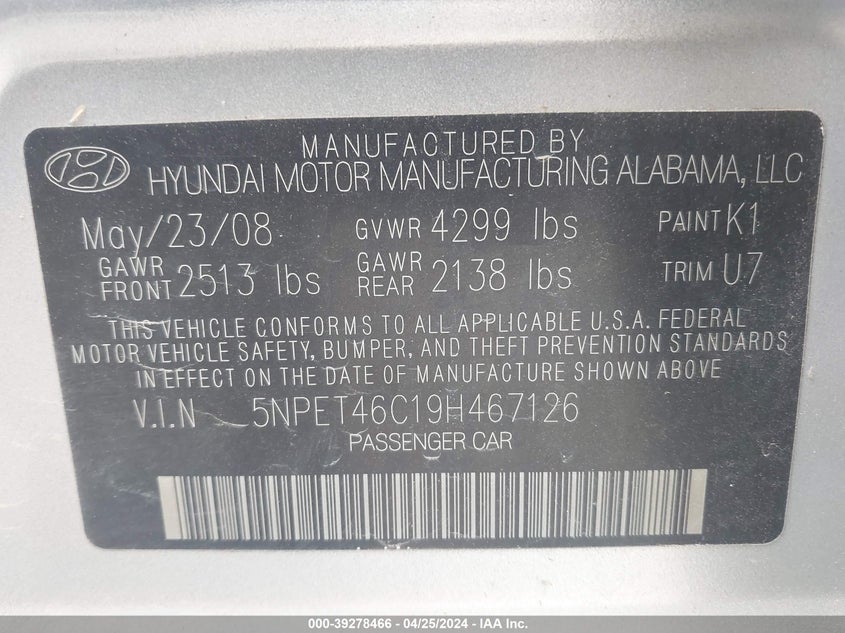 MANUFACTURED BY
HYUNDAI MOTOR MANUFACTURING ALABAMA, LLC
May/23/08 GVWR 4299 lbs PAINT K1
GAWR FRONT 2513 lbs GAWR REAR 2138 lbs TRIM U7
THIS VEHICLE CONFORMS TO ALL APPLICABLE U.S.A. FEDERAL
MOTOR VEHICLE SAFETY, BUMPER, AND THEFT PREVENTION STANDARDS
IN EFFECT ON THE DATE OF MANUFACTURE SHOWN ABOVE
V.I.N 5NPET46C19H467126
PASSENGER CAR
000-39278466 - 04/25/2024 - IAA Inc.